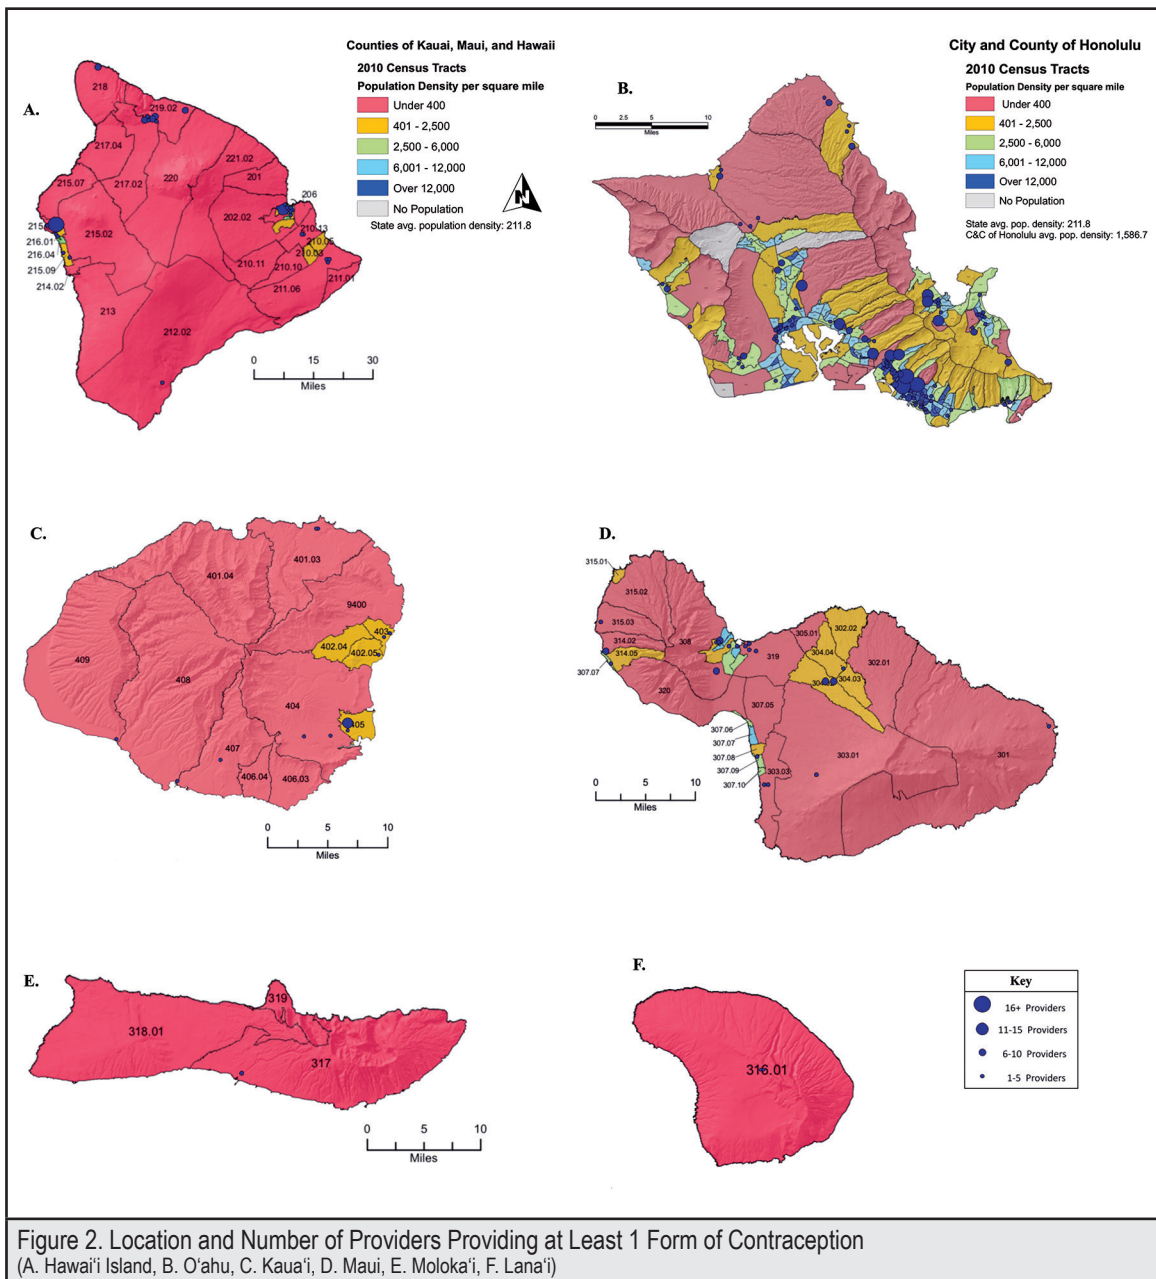 Counties of Kauai, Maui, and Hawaii
2010 Census Tracts
Population Density per square mile
Under 400
401 - 2,500
2,500 - 6,000
6,001 - 12,000
Over 12,000
No Population
State avg. population density: 211.8
N
A.
218
219.02
217.04
221.02
201
220
217.02
215.07
206
202.02
215.02
216.01
216.04
215.09
214.02
210.13
210.05
210.03
210.11
210.10
211.01
211.06
213
212.02
0 15 30
Miles
City and County of Honolulu
2010 Census Tracts
Population Density per square mile
Under 400
401 - 2,500
2,500 - 6,000
6,001 - 12,000
Over 12,000
No Population
State avg. pop. density: 211.8
C&C of Honolulu avg. pop. density: 1,586.7
B.
0 2.5 5 10
Miles
C.
401.03
401.04
9400
403
402.04
402.05
409
408
404
405
407
406.04
406.03
0 5 10
Miles
D.
315.01
315.02
315.03
314.02
314.05
307.07
308
320
319
305.01
302.02
304.04
304.03
302.01
307.05
307.06
307.07
307.08
307.09
307.10
303.03
303.01
301
0 5 10
Miles
E.
319
318.01
317
0 5 10
Miles
F.
316.01
Key
16+ Providers
11-15 Providers
6-10 Providers
1-5 Providers
Figure 2. Location and Number of Providers Providing at Least 1 Form of Contraception
(A. Hawai‘i Island, B. O‘ahu, C. Kaua‘i, D. Maui, E. Moloka‘i, F. Lana‘i)